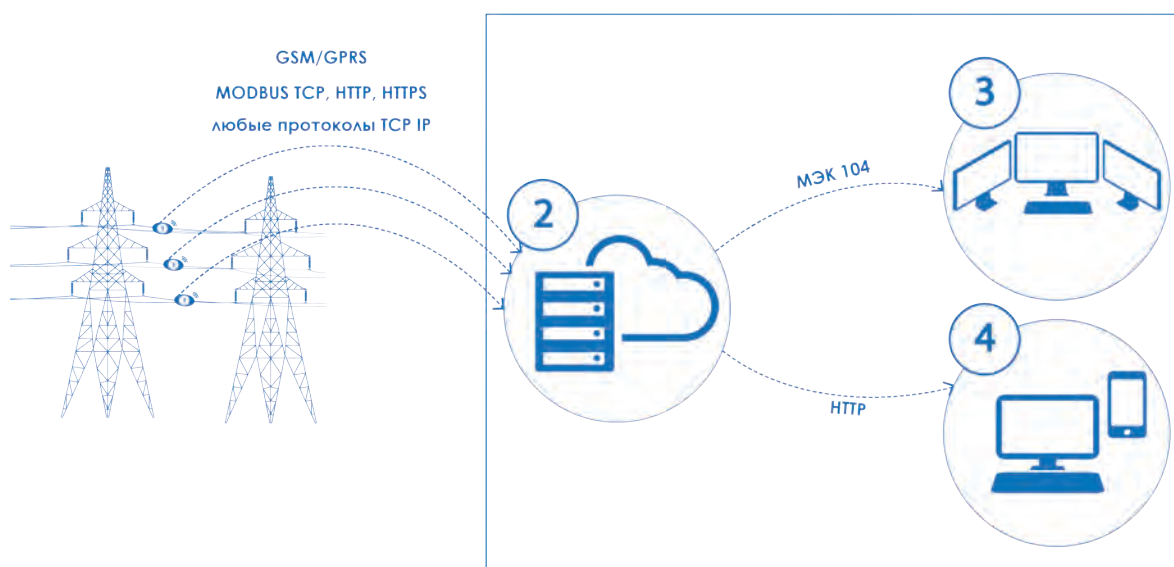 GSM/GPRS
MODBUS TCP, HTTP, HTTPS
любые протоколы TCP IP
2
МЭК 104
3
HTTP
4